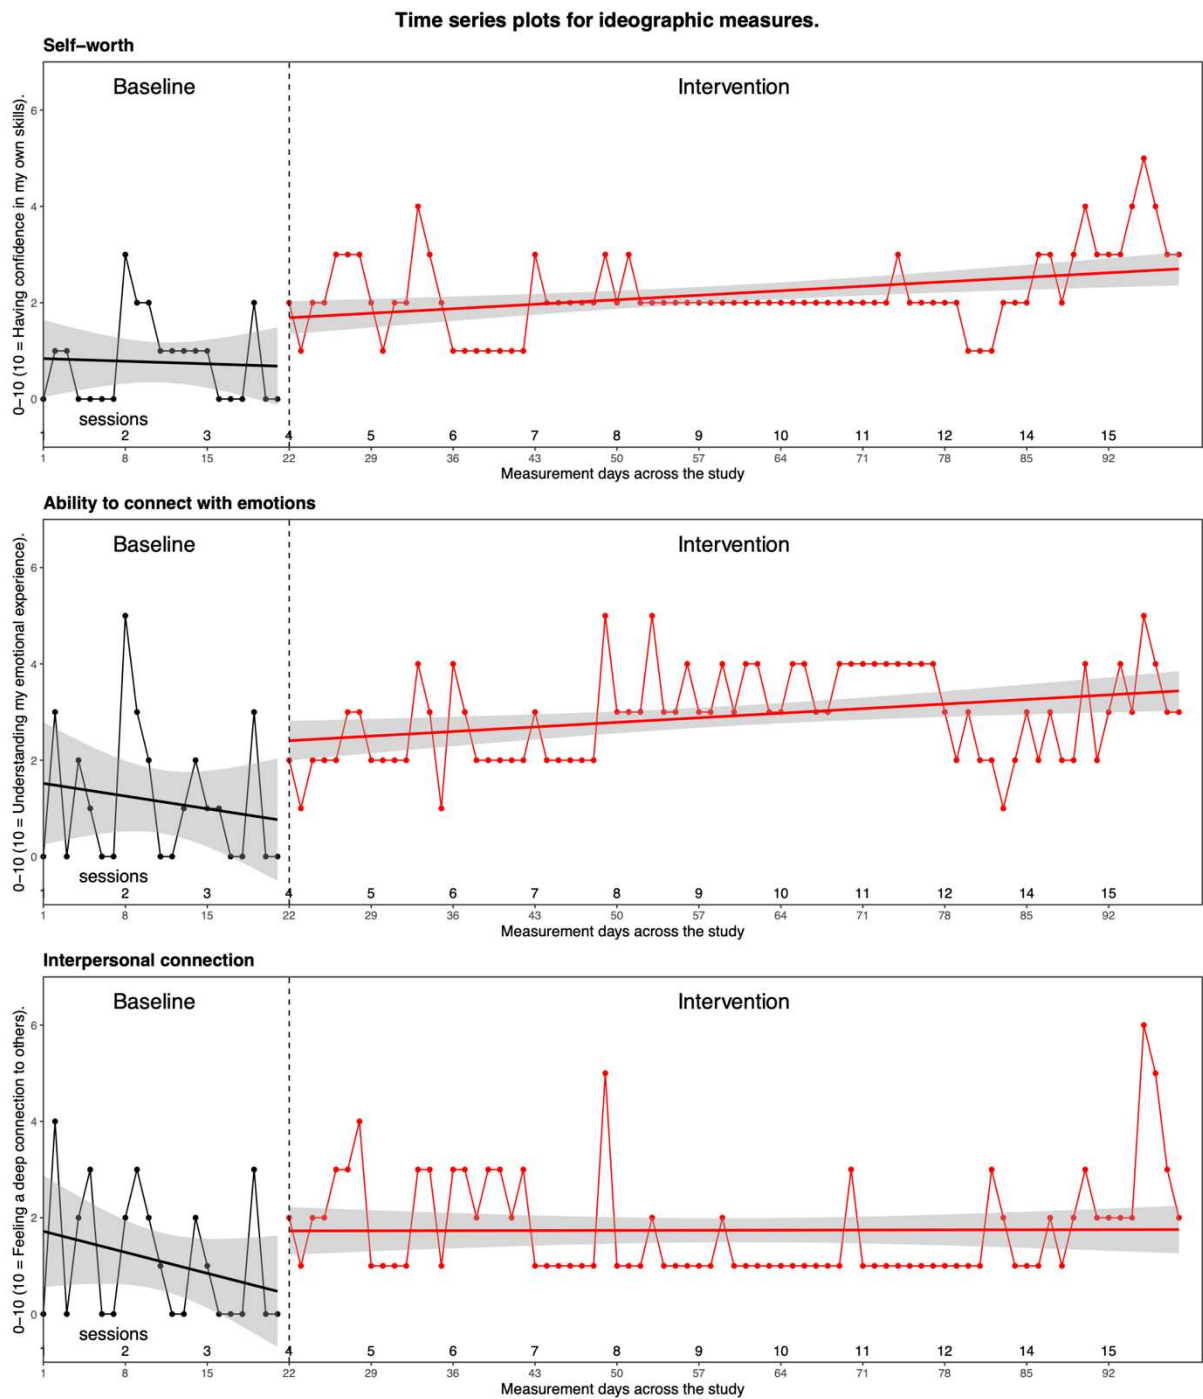 Time series plots for ideographic measures.
Self−worth
Baseline
Intervention
0−10 (10 = Having confidence in my own skills).
6
4
2
0
sessions
2 3 4 5 6 7 8 9 10 11 12 14 15
1 8 15 22 29 36 43 50 57 64 71 78 85 92
Measurement days across the study
Ability to connect with emotions
Baseline
Intervention
0−10 (10 = Understanding my emotional experience).
6
4
2
0
sessions
2 3 4 5 6 7 8 9 10 11 12 14 15
1 8 15 22 29 36 43 50 57 64 71 78 85 92
Measurement days across the study
Interpersonal connection
Baseline
Intervention
0−10 (10 = Feeling a deep connection to others).
6
4
2
0
sessions
2 3 4 5 6 7 8 9 10 11 12 14 15
1 8 15 22 29 36 43 50 57 64 71 78 85 92
Measurement days across the study